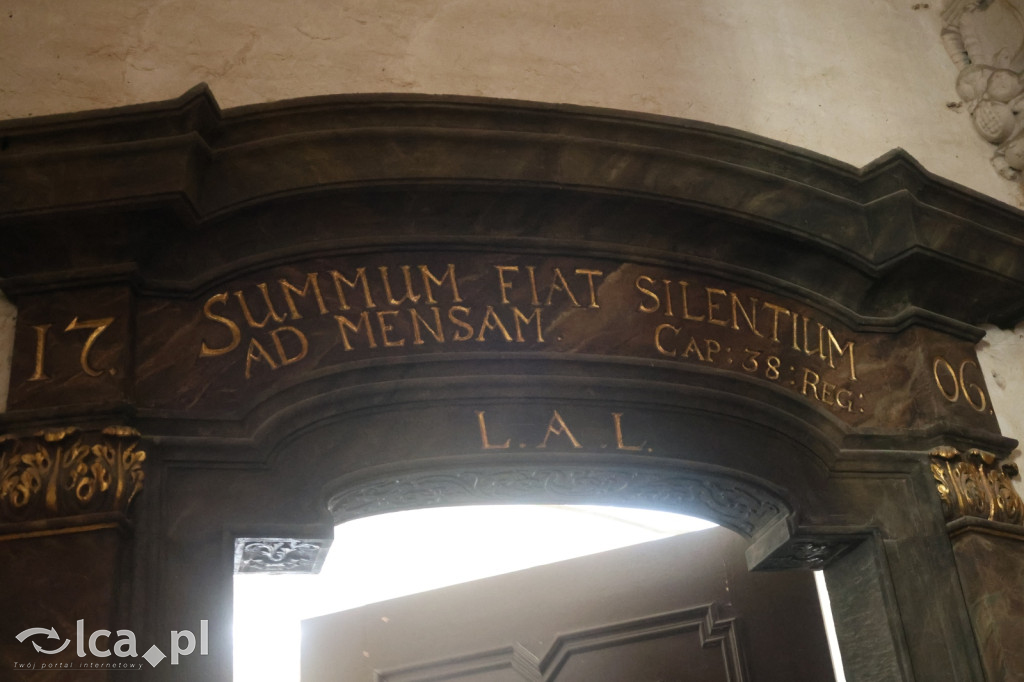 17.
SUMMUM FIAT SILENTIUM
AD MENSAM. CAP: 38: REG:
06.
L. A. L.
lca.pl
Twój portal internetowy